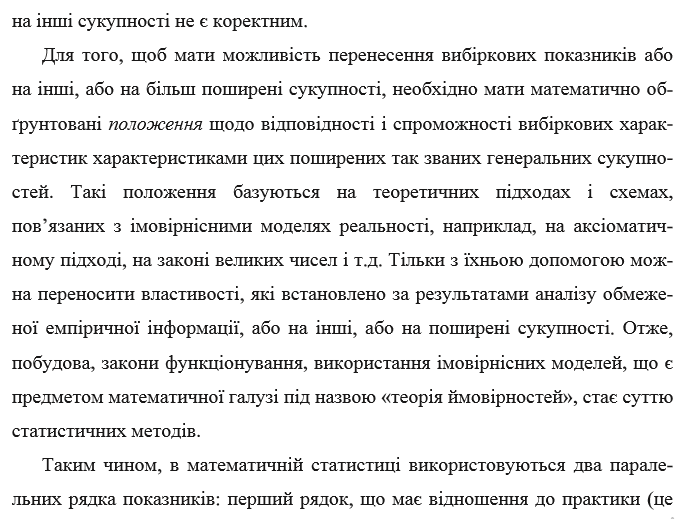 на інші сукупності не є коректним.
Для того, щоб мати можливість перенесення вибіркових показників або
на інші, або на більш поширені сукупності, необхідно мати математично об-
ґрунтовані положення щодо відповідності і спроможності вибіркових харак-
теристик характеристиками цих поширених так званих генеральних сукупно-
стей. Такі положення базуються на теоретичних підходах і схемах,
пов’язаних з імовірнісними моделях реальності, наприклад, на аксіоматич-
ному підході, на законі великих чисел і т.д. Тільки з їхньою допомогою мож-
на переносити властивості, які встановлено за результатами аналізу обмеже-
ної емпіричної інформації, або на інші, або на поширені сукупності. Отже,
побудова, закони функціонування, використання імовірнісних моделей, що є
предметом математичної галузі під назвою «теорія ймовірностей», стає суттю
статистичних методів.
Таким чином, в математичній статистиці використовуються два парале-
льних рядка показників: перший рядок, що має відношення до практики (це